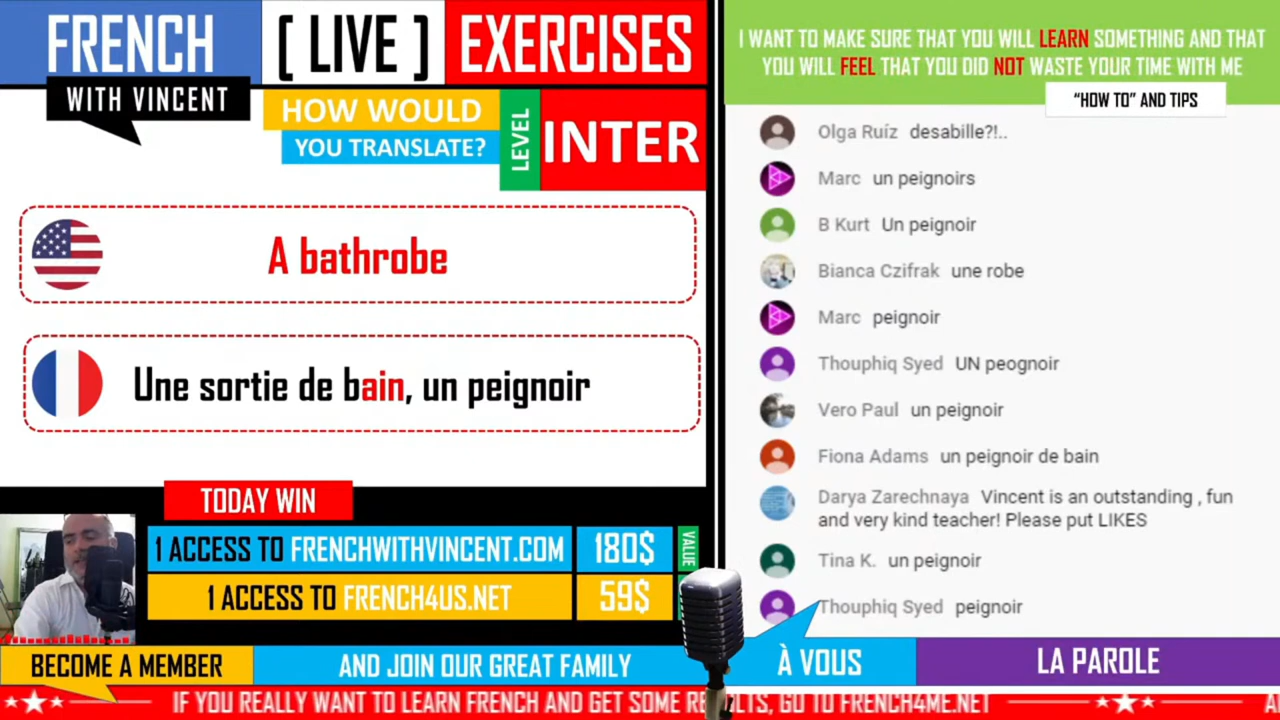 FRENCH
WITH VINCENT
[ LIVE ]
EXERCISES
HOW WOULD
YOU TRANSLATE?
LEVEL
INTER
A bathrobe
Une sortie de bain, un peignoir
TODAY WIN
1 ACCESS TO FRENCHWITHVINCENT.COM 180$
1 ACCESS TO FRENCH4US.NET 59$
VALUE
BECOME A MEMBER
AND JOIN OUR GREAT FAMILY
I WANT TO MAKE SURE THAT YOU WILL LEARN SOMETHING AND THAT
YOU WILL FEEL THAT YOU DID NOT WASTE YOUR TIME WITH ME
“HOW TO” AND TIPS
Olga Ruíz desabille?!..
Marc un peignoirs
B Kurt Un peignoir
Bianca Czifrak une robe
Marc peignoir
Thouphiq Syed UN peognoir
Vero Paul un peignoir
Fiona Adams un peignoir de bain
Darya Zarechnaya Vincent is an outstanding , fun
and very kind teacher! Please put LIKES
Tina K. un peignoir
Thouphiq Syed peignoir
À VOUS
LA PAROLE
IF YOU REALLY WANT TO LEARN FRENCH AND GET SOME GO TO FRENCH4ME.NET